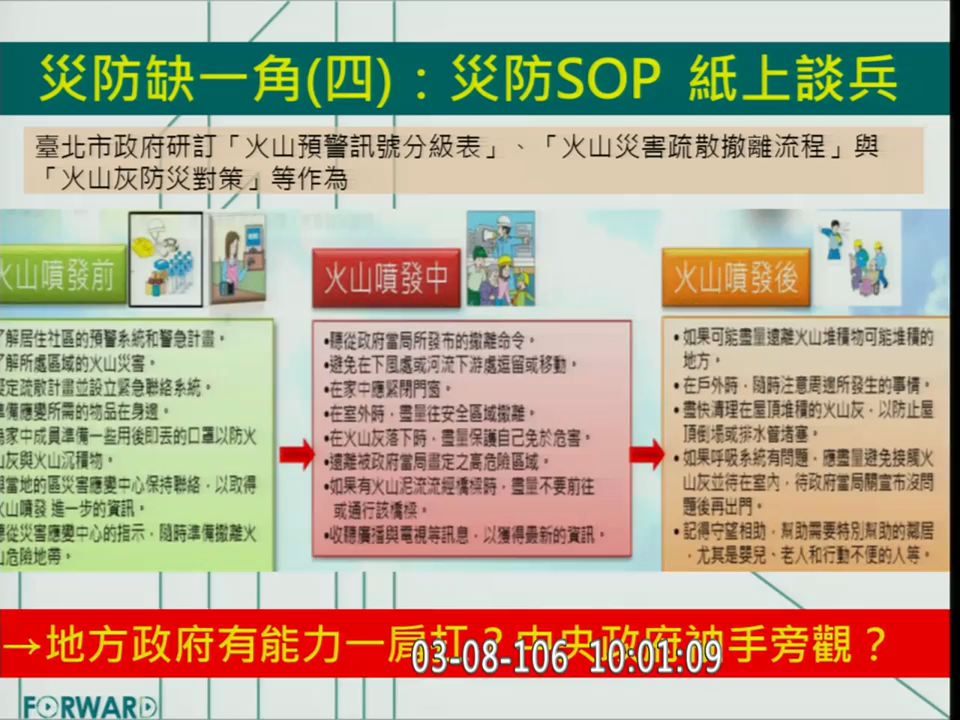 災防缺一角(四)：災防SOP 紙上談兵
臺北市政府研訂「火山預警訊號分級表」、「火山災害疏散撤離流程」與
「火山灰防災對策」等作為
火山噴發前
了解居住社區的預警系統和警急計畫。
了解所處區域的火山災害。
擬定疏散計畫並設立緊急聯絡系統。
準備應變所需的物品在身邊。
為家中成員準備一些用後即丟的口罩以防火
山灰與火山沉積物。
與當地的區災害應變中心保持聯絡，以取得
火山噴發 進一步的資訊。
聽從災害應變中心的指示，隨時準備撤離火
山危險地帶。
火山噴發中
•聽從政府當局所發布的撤離命令。
•避免在下風處或河流下游處逗留或移動。
•在家中應緊閉門窗。
•在室外時，盡量往安全區域撤離。
•在火山灰落下時，盡量保護自己免於危害。
•遠離被政府當局畫定之高危險區域。
•如果有火山泥流流經橋樑時，盡量不要前往
或通行該橋樑。
•收聽廣播與電視等訊息，以獲得最新的資訊。
火山噴發後
•如果可能盡量遠離火山堆積物可能堆積的
地方。
•在戶外時，隨時注意周邊所發生的事情。
•盡快清理在屋頂堆積的火山灰，以防止屋
頂倒塌或排水管堵塞。
•如果呼吸系統有問題，應盡量避免接觸火
山灰並待在室內，待政府當局關宣布沒問
題後再出門。
•記得守望相助，幫助需要特別幫助的鄰居
，尤其是嬰兒、老人和行動不便的人等。
→地方政府有能力一肩扛？中央政府袖手旁觀？
03-08-106 10:01:09
FORWARD